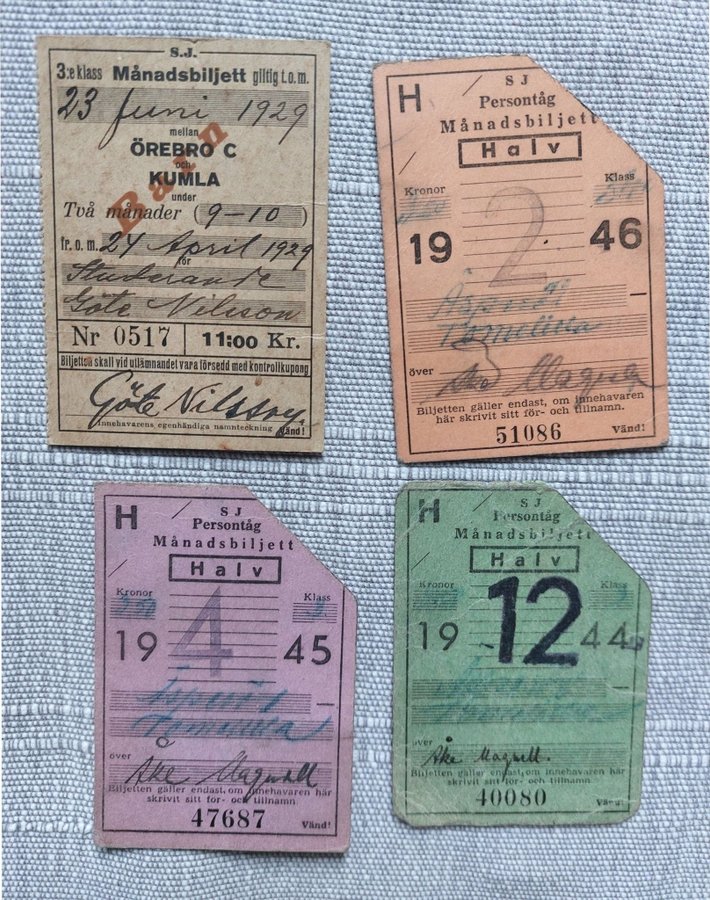 S.J.
3:e klass Månadsbiljett giltig t.o.m.
23 Juni 1929
mellan
ÖREBRO C
och
KUMLA
Barn
under
Två månader (9-10)
fr. o. m. 24 April 1929
för
Studerande
Göte Nilsson
Nr 0517 11:00 Kr.
Biljetten skall vid utlämnandet vara försedd med kontrollkupong
Göte Nilsson
Innehavarens egenhändiga namnteckning Vänd!
H S J
Persontåg
Månadsbiljett
Halv
Kronor Klass
2
19 46
över
Åke Magnell
Biljetten gäller endast, om innehavaren
här skrivit sitt för- och tillnamn.
51086 Vänd!
H S J
Persontåg
Månadsbiljett
Halv
Kronor Klass
4
19 45
över
Åke Magnell
Biljetten gäller endast, om innehavaren här
skrivit sitt för- och tillnamn
47687 Vänd!
H S J
Persontåg
Månadsbiljett
Halv
Kronor Klass
12
19 44
över
Åke Magnell.
Biljetten gäller endast, om innehavaren här
skrivit sitt för- och tillnamn
40080 Vänd!